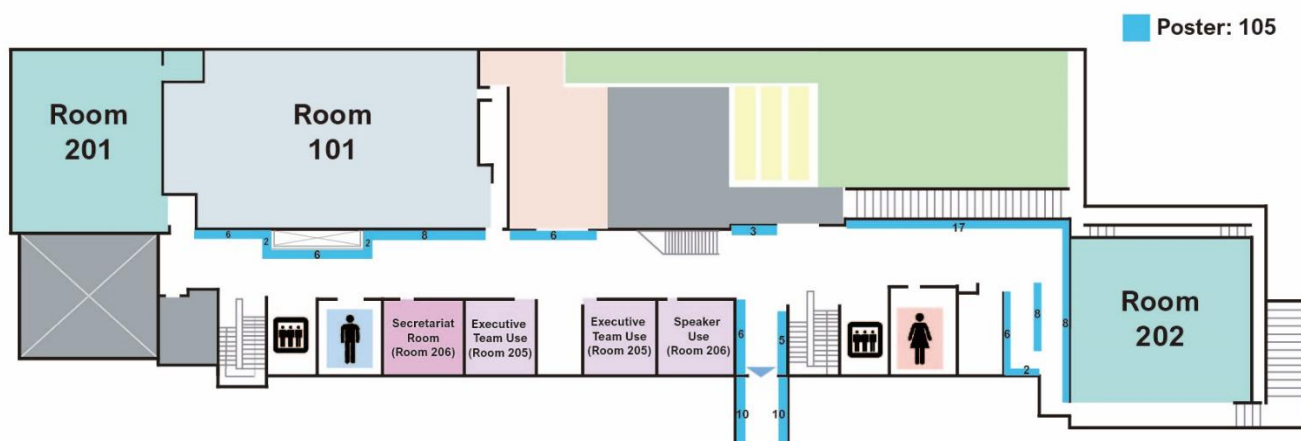 Poster: 105
Room
201
Room
101
6
2
6
2
8
6
3
17
Secretariat
Room
(Room 206)
Executive
Team Use
(Room 205)
Executive
Team Use
(Room 205)
Speaker
Use
(Room 206)
6
5
10
10
6
8
2
8
Room
202